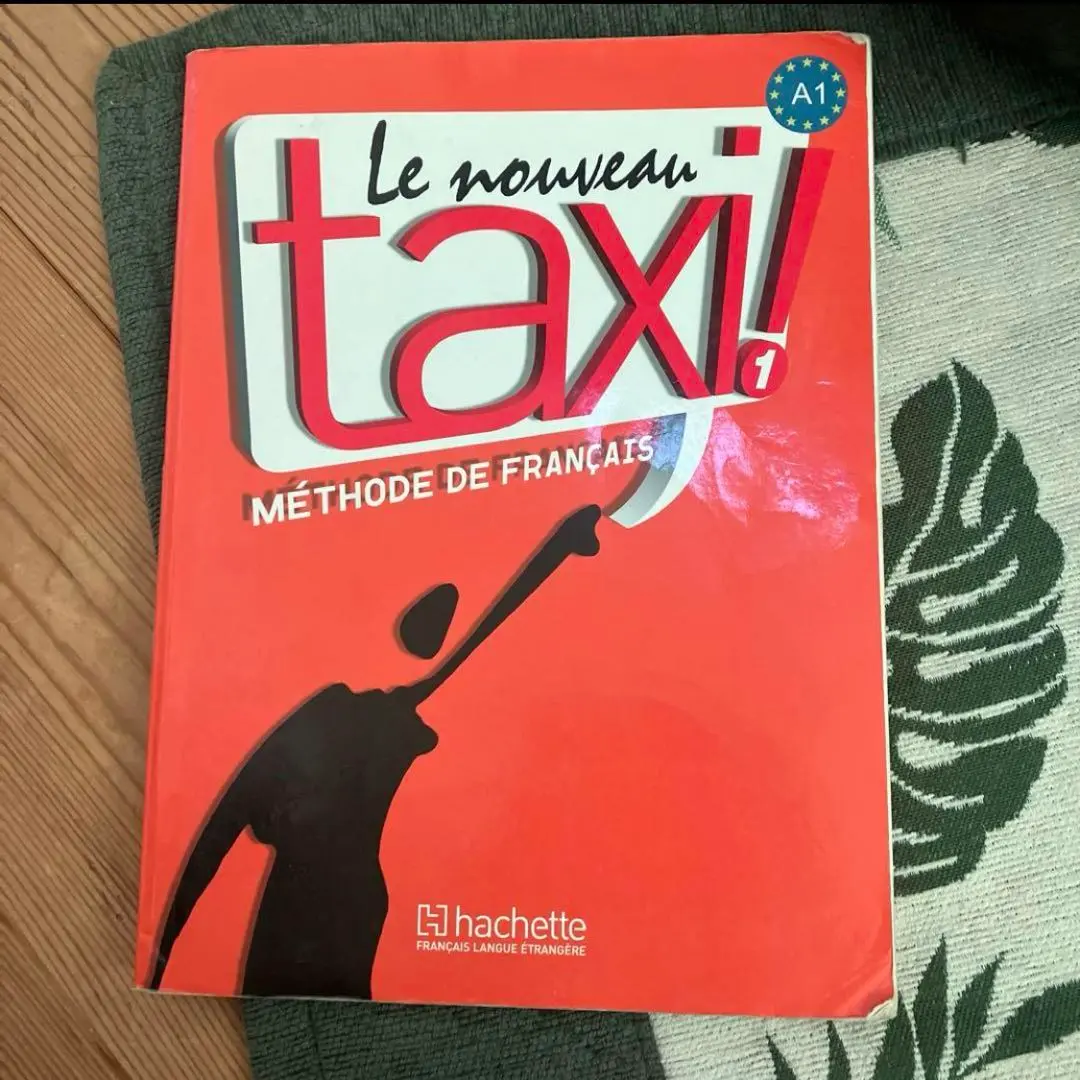 A1
Le nouveau
taxi!
1
MÉTHODE DE FRANÇAIS
hachette
FRANÇAIS LANGUE ÉTRANGÈRE